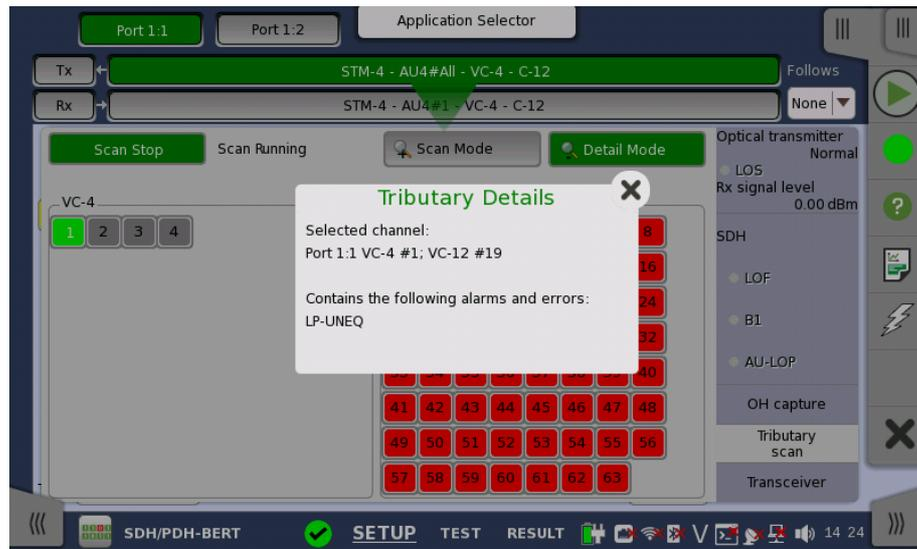 Port 1:1
Port 1:2
Application Selector
Tx
STM-4 - AU4#All - VC-4 - C-12
Follows
Rx
STM-4 - AU4#1 - VC-4 - C-12
None
Scan Stop
Scan Running
Scan Mode
Detail Mode
Optical transmitter
Normal
LOS
Rx signal level
0.00 dBm
SDH
LOF
B1
AU-LOP
OH capture
Tributary
scan
Transceiver
VC-4
1 2 3 4
Tributary Details
Selected channel:
Port 1:1 VC-4 #1; VC-12 #19
Contains the following alarms and errors:
LP-UNEQ
8
16
24
32
40
41 42 43 44 45 46 47 48
49 50 51 52 53 54 55 56
57 58 59 60 61 62 63
SDH/PDH-BERT
SETUP
TEST
RESULT
14 24